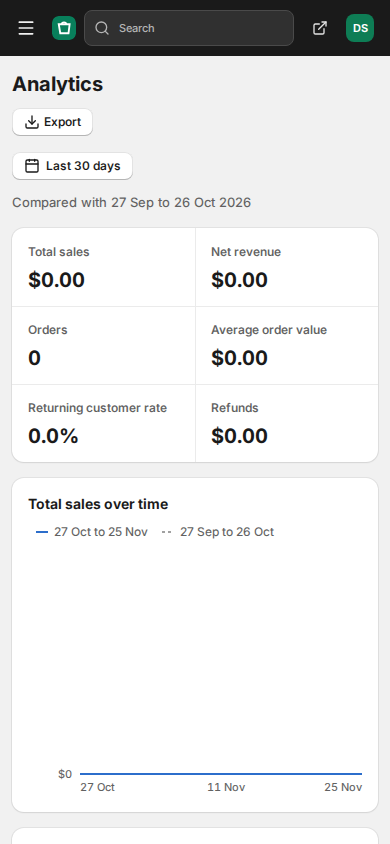 Search
DS
Analytics
Export
Last 30 days
Compared with 27 Sep to 26 Oct 2026
Total sales
$0.00
Net revenue
$0.00
Orders
0
Average order value
$0.00
Returning customer rate
0.0%
Refunds
$0.00
Total sales over time
27 Oct to 25 Nov
27 Sep to 26 Oct
$0
27 Oct
11 Nov
25 Nov